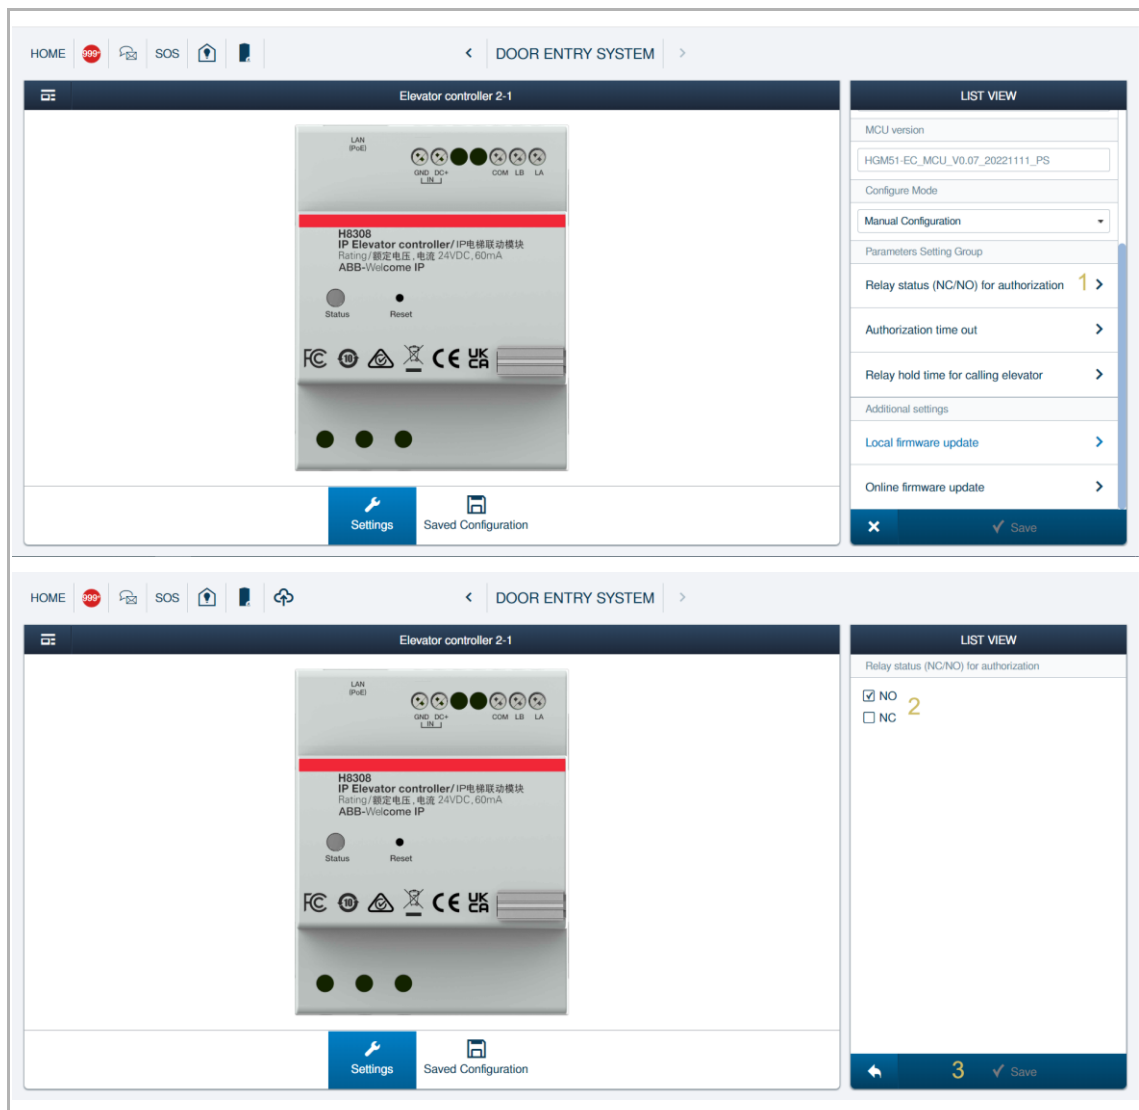 HOME 999+ SOS
DOOR ENTRY SYSTEM
Elevator controller 2-1
LAN
(PoE)
GND DC+ COM LB LA
IN
H8308
IP Elevator controller/IP电梯联动模块
Rating/额定电压, 电流 24VDC, 60mA
ABB-Welcome IP
Status Reset
FC 10 CE UK
CA
Settings Saved Configuration
LIST VIEW
MCU version
HGM51-EC_MCU_V0.07_20221111_PS
Configure Mode
Manual Configuration
Parameters Setting Group
Relay status (NC/NO) for authorization 1
Authorization time out
Relay hold time for calling elevator
Additional settings
Local firmware update
Online firmware update
Save
HOME 999+ SOS
DOOR ENTRY SYSTEM
Elevator controller 2-1
LAN
(PoE)
GND DC+ COM LB LA
IN
H8308
IP Elevator controller/IP电梯联动模块
Rating/额定电压, 电流 24VDC, 60mA
ABB-Welcome IP
Status Reset
FC 10 CE UK
CA
Settings Saved Configuration
LIST VIEW
Relay status (NC/NO) for authorization
NO
2
NC
3 Save